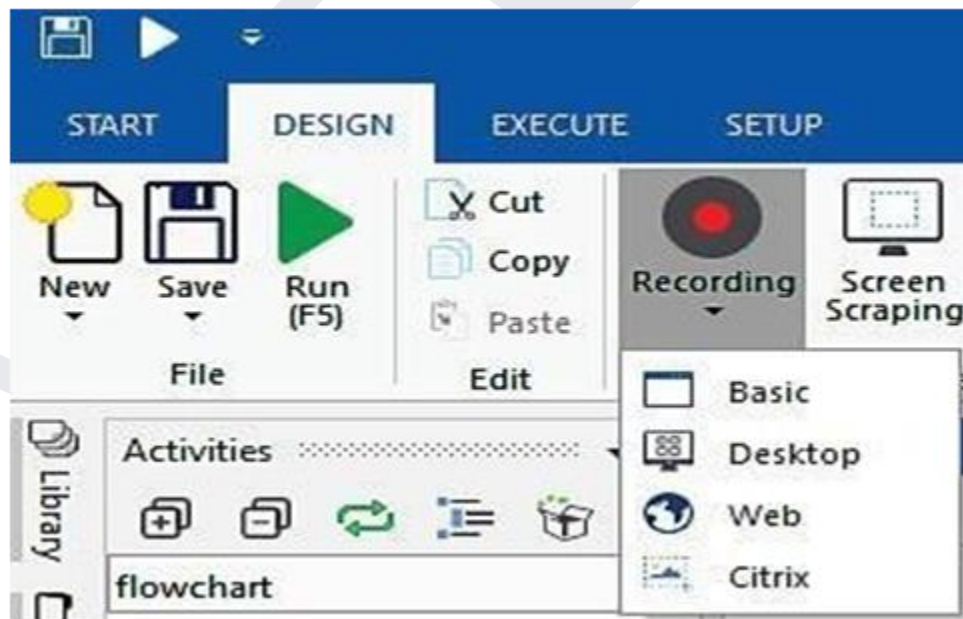 START DESIGN EXECUTE SETUP
New Save Run (F5)
Cut
Copy
Paste
Recording
Screen Scraping
File Edit
Basic
Desktop
Web
Citrix
Library
Activities
flowchart